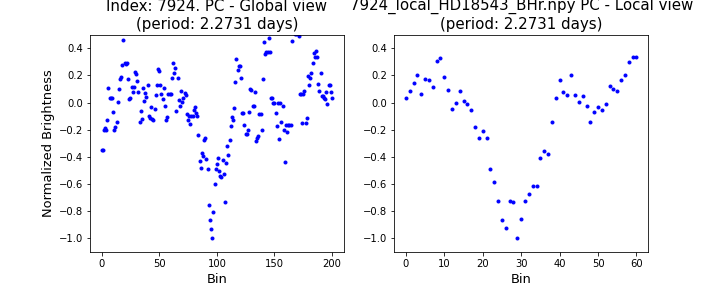 Index: 7924. PC - Global view
(period: 2.2731 days)
7924_local_HD18543_BHr.npy PC - Local view
(period: 2.2731 days)
Normalized Brightness
0.4
0.2
0.0
−0.2
−0.4
−0.6
−0.8
−1.0
0 50 100 150 200
Bin
0.4
0.2
0.0
−0.2
−0.4
−0.6
−0.8
−1.0
0 10 20 30 40 50 60
Bin